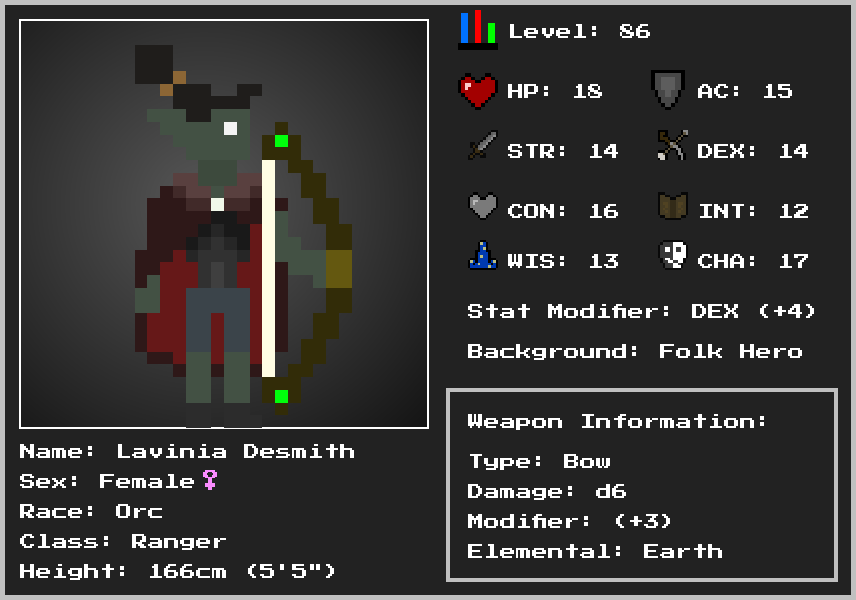 Level: 86
HP: 18
AC: 15
STR: 14
DEX: 14
CON: 16
INT: 12
WIS: 13
CHA: 17
Stat Modifier: DEX (+4)
Background: Folk Hero
Weapon Information:
Type: Bow
Damage: d6
Modifier: (+3)
Elemental: Earth
Name: Lavinia Desmith
Sex: Female♀
Race: Orc
Class: Ranger
Height: 166cm (5'5")